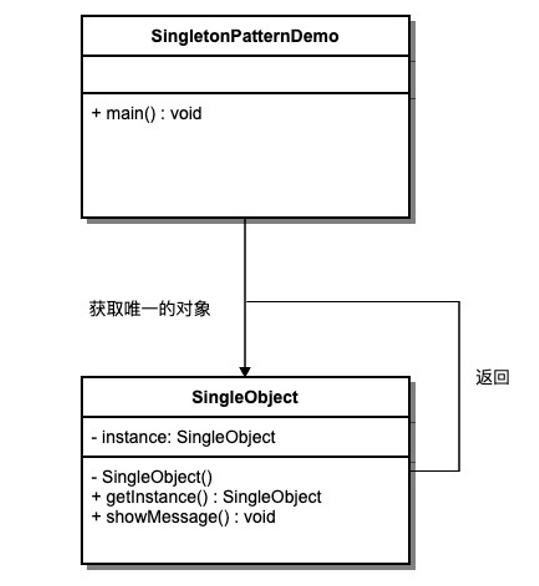 SingletonPatternDemo
+ main() : void
获取唯一的对象
返回
SingleObject
- instance: SingleObject
- SingleObject()
+ getInstance() : SingleObject
+ showMessage() : void